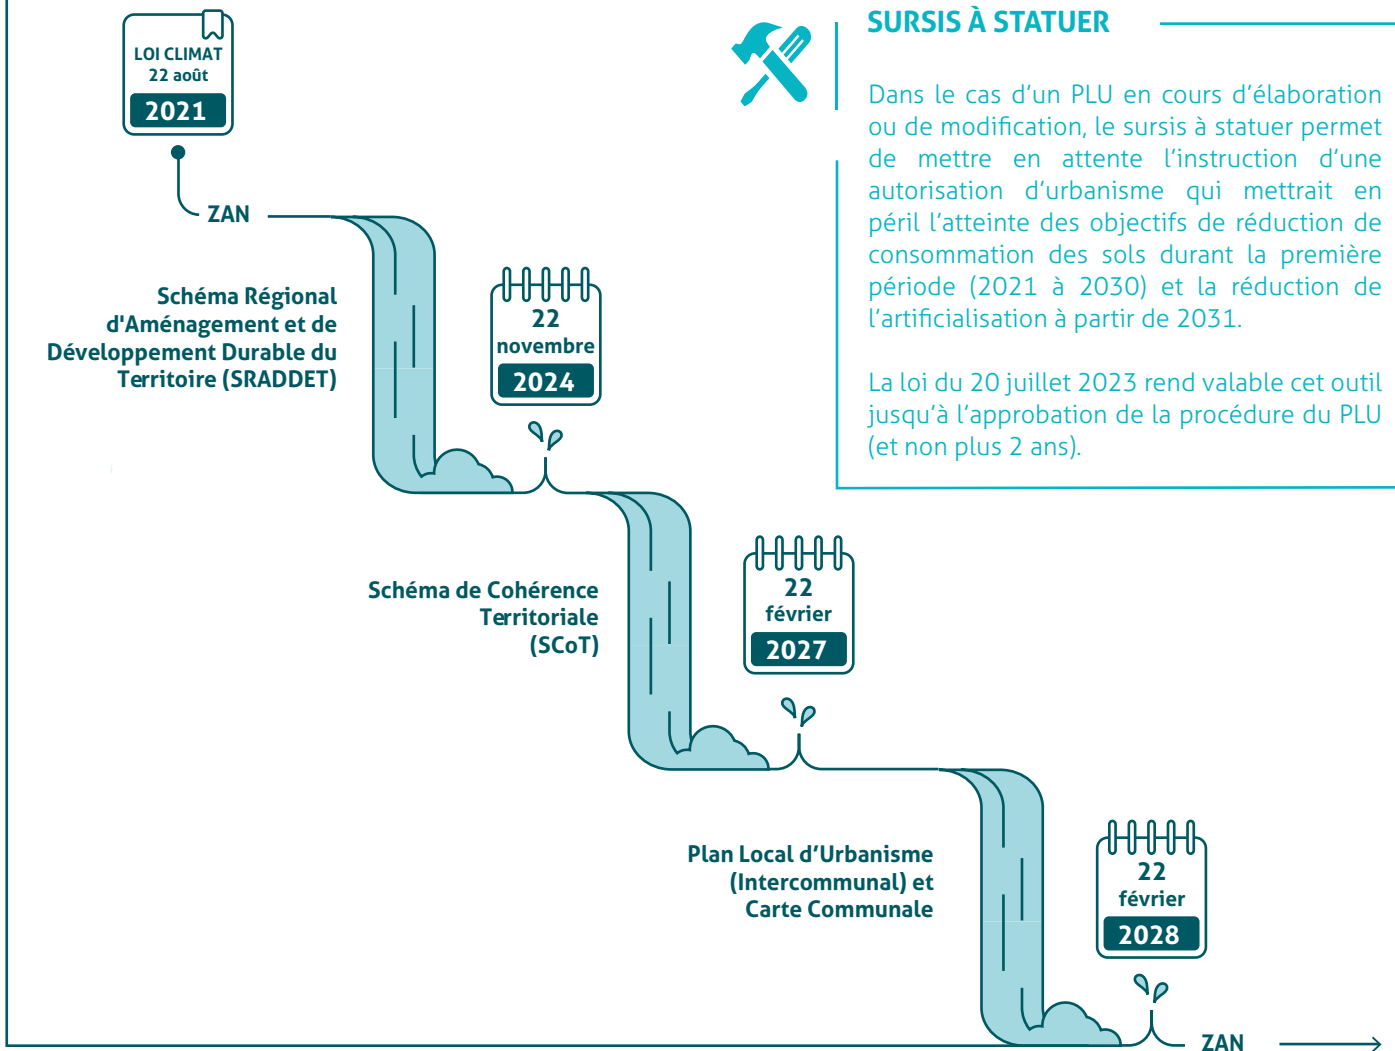 LOI CLIMAT
22 août
2021
ZAN
Schéma Régional
d'Aménagement et de
Développement Durable du
Territoire (SRADDET)
22
novembre
2024
SURSIS À STATUER
Dans le cas d’un PLU en cours d’élaboration
ou de modification, le sursis à statuer permet
de mettre en attente l’instruction d’une
autorisation d’urbanisme qui mettrait en
péril l’atteinte des objectifs de réduction de
consommation des sols durant la première
période (2021 à 2030) et la réduction de
l’artificialisation à partir de 2031.
La loi du 20 juillet 2023 rend valable cet outil
jusqu’à l’approbation de la procédure du PLU
(et non plus 2 ans).
Schéma de Cohérence
Territoriale
(SCoT)
22
février
2027
Plan Local d’Urbanisme
(Intercommunal) et
Carte Communale
22
février
2028
ZAN